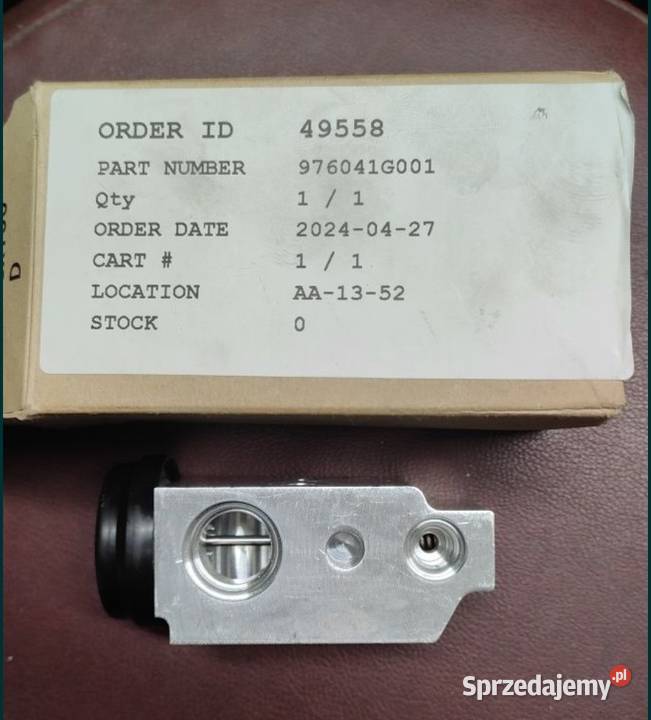 ORDER ID 49558
PART NUMBER 976041G001
Qty 1 / 1
ORDER DATE 2024-04-27
CART # 1 / 1
LOCATION AA-13-52
STOCK 0
D
Sprzedajemy.pl